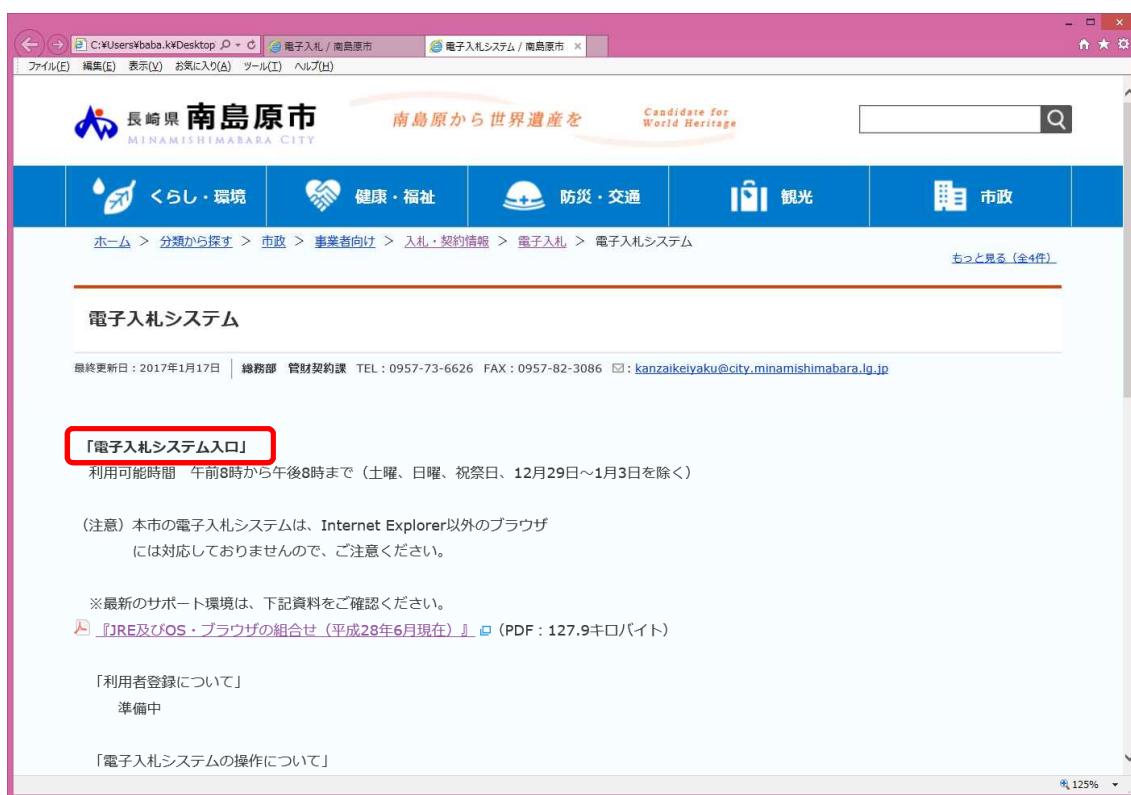 C:¥Users¥baba.k¥Desktop
電子入札 / 南島原市
電子入札システム / 南島原市
ファイル(F) 編集(E) 表示(V) お気に入り(A) ツール(T) ヘルプ(H)
長崎県 南島原市
MINAMISHIMABARA CITY
南島原から世界遺産を
Candidate for
World Heritage
くらし・環境
健康・福祉
防災・交通
観光
市政
ホーム > 分類から探す > 市政 > 事業者向け > 入札・契約情報 > 電子入札 > 電子入札システム
もっと見る（全4件）
電子入札システム
最終更新日：2017年1月17日 総務部 管財契約課 TEL：0957-73-6626 FAX：0957-82-3086 ：kanzaikeiyaku@city.minamishimabara.lg.jp
「電子入札システム入口」
利用可能時間 午前8時から午後8時まで（土曜、日曜、祝祭日、12月29日～1月3日を除く）
（注意）本市の電子入札システムは、Internet Explorer以外のブラウザ
には対応しておりませんので、ご注意ください。
※最新のサポート環境は、下記資料をご確認ください。
『JRE及びOS・ブラウザの組合せ（平成28年6月現在）』 （PDF：127.9キロバイト）
「利用者登録について」
準備中
「電子入札システムの操作について」
125%